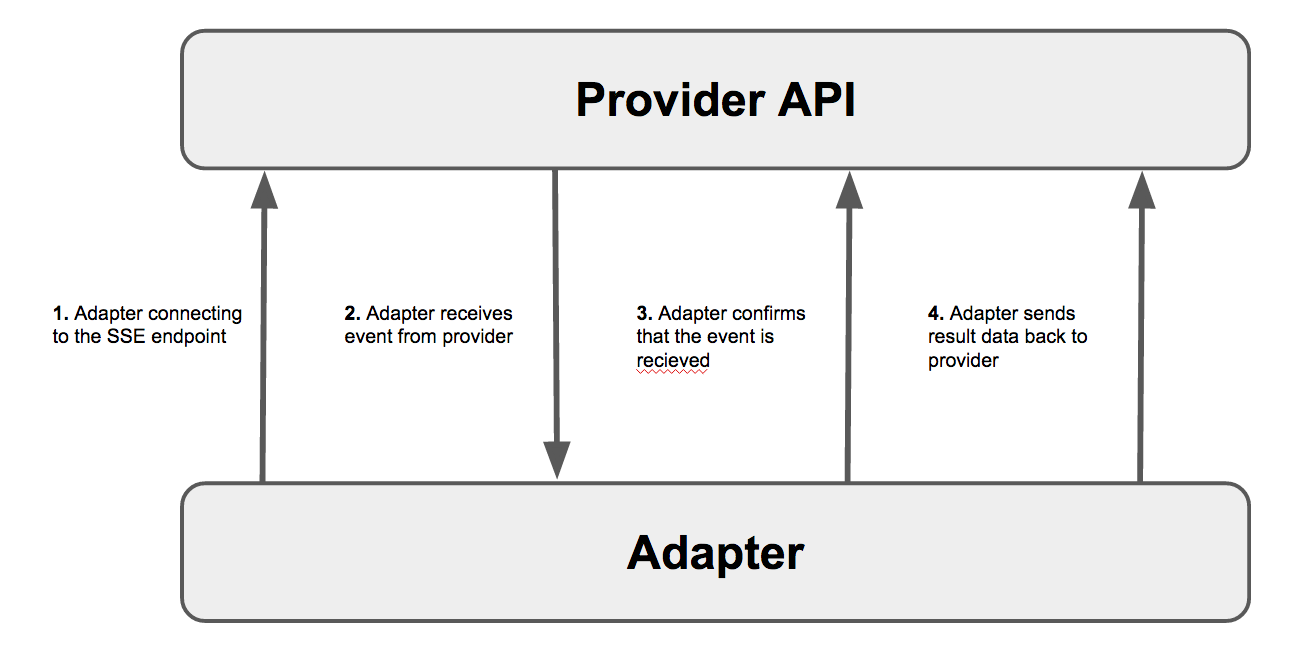 Provider API
1. Adapter connecting
to the SSE endpoint
2. Adapter receives
event from provider
3. Adapter confirms
that the event is
recieved
4. Adapter sends
result data back to
provider
Adapter